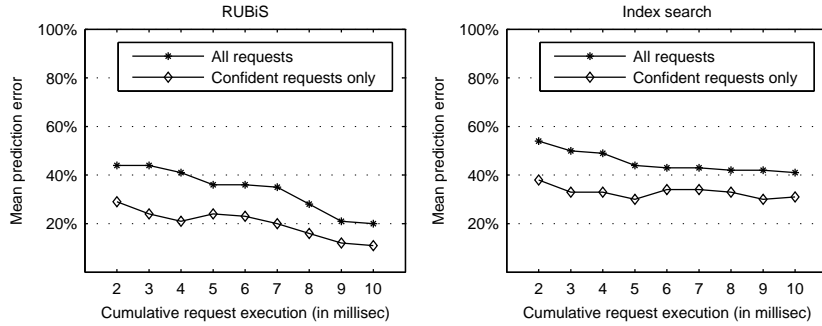 RUBiS
100%
80%
60%
40%
20%
Mean prediction error
All requests
Confident requests only
2 3 4 5 6 7 8 9 10
Cumulative request execution (in millisec)
Index search
100%
80%
60%
40%
20%
Mean prediction error
All requests
Confident requests only
2 3 4 5 6 7 8 9 10
Cumulative request execution (in millisec)